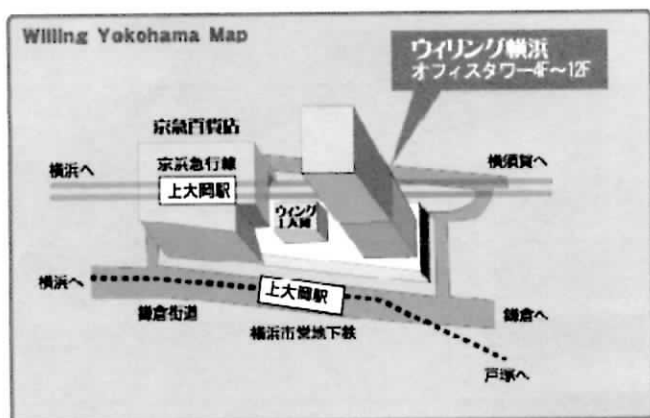 Willing Yokohama Map
ウィリング横浜
オフィスタワー4F～12F
京急百貨店
京浜急行線
横浜へ
上大岡駅
横須賀へ
ウィング
上大岡
横浜へ
上大岡駅
鎌倉街道
横浜市営地下鉄
鎌倉へ
戸塚へ